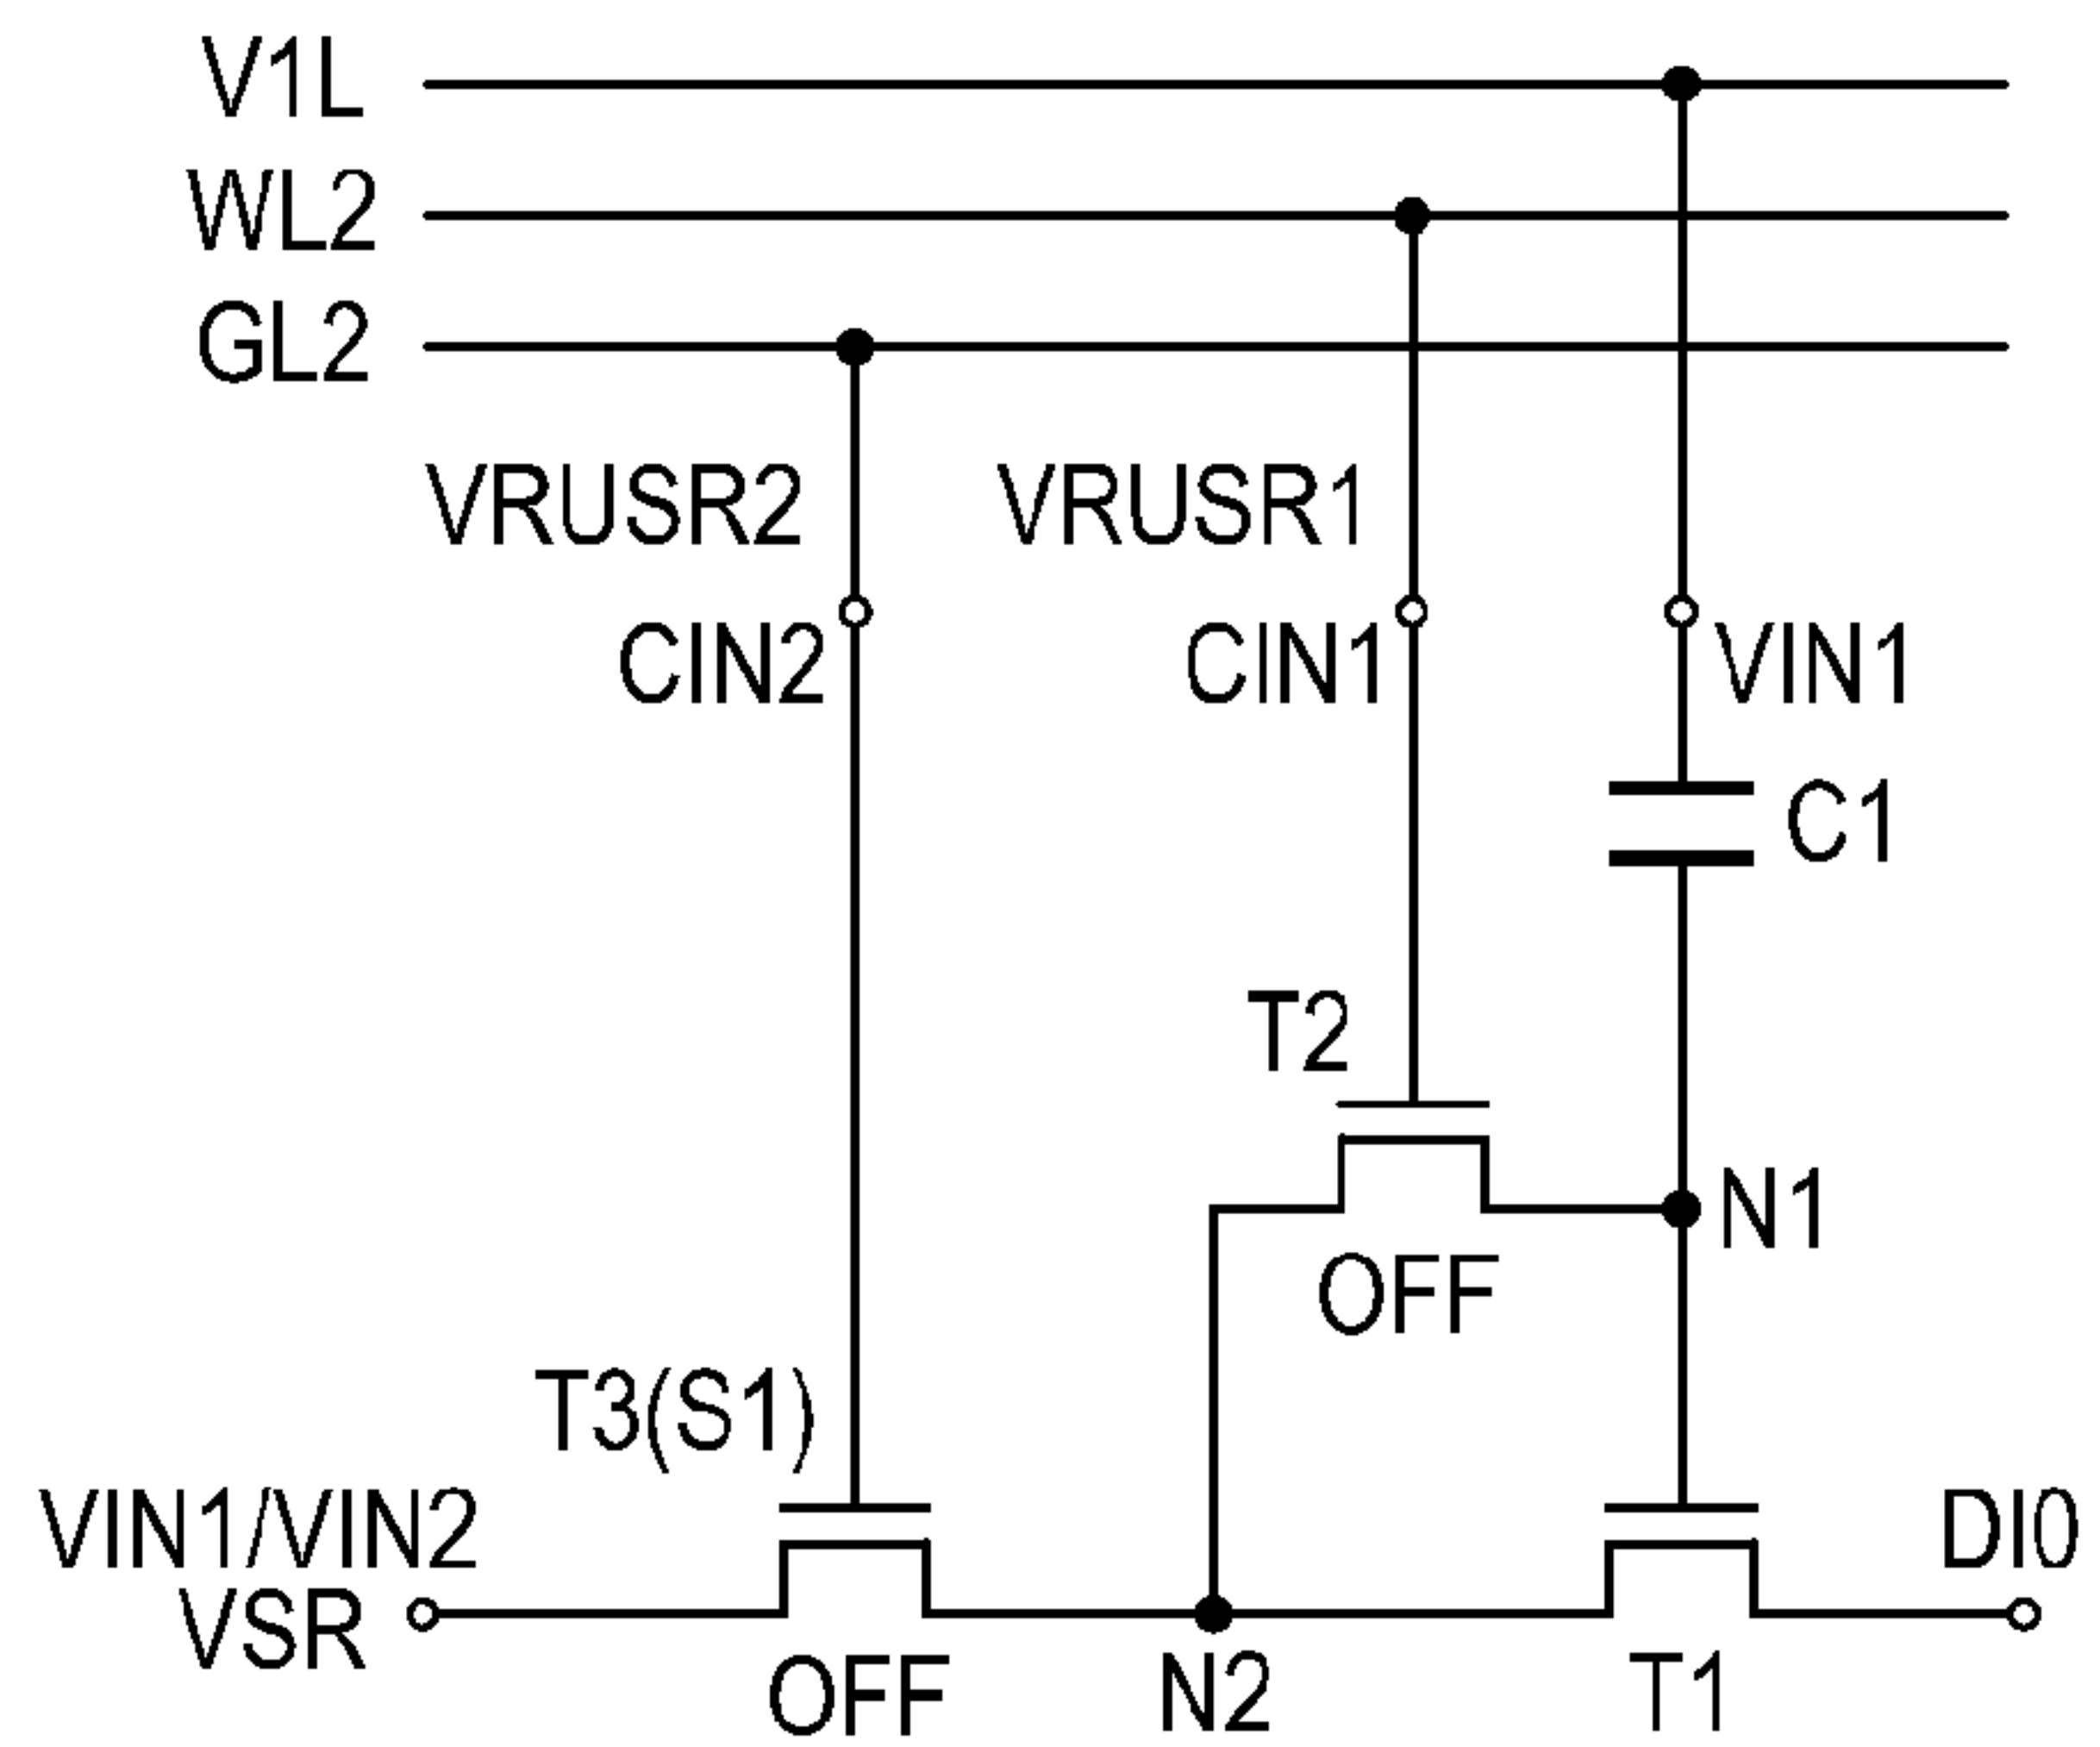 V1L
WL2
GL2
VRUSR2 VRUSR1
CIN2 CIN1 VIN1
C1
T2
N1
OFF
T3(S1)
VIN1/VIN2 DI0
VSR
OFF N2 T1